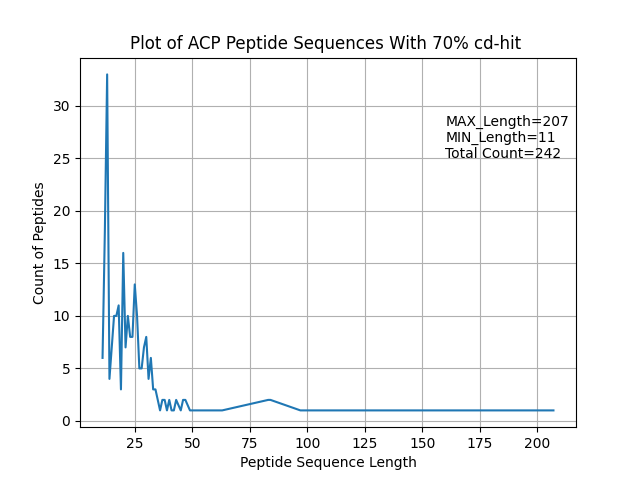 Plot of ACP Peptide Sequences With 70% cd-hit
MAX_Length=207
MIN_Length=11
Total Count=242
Count of Peptides
30
25
20
15
10
5
0
25 50 75 100 125 150 175 200
Peptide Sequence Length